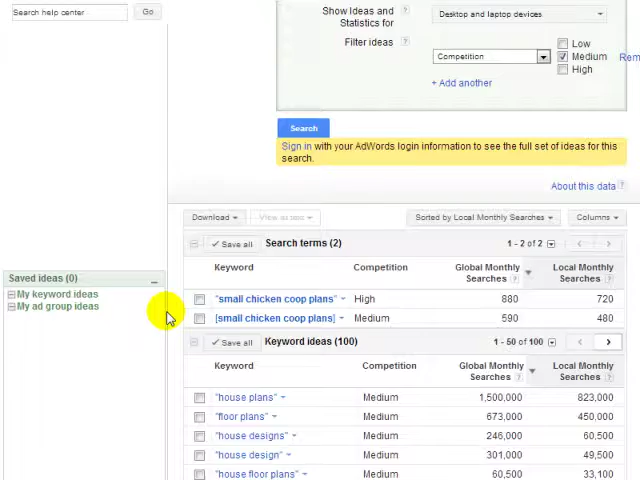 Search help center Go
Show Ideas and Statistics for ? Desktop and laptop devices
Filter ideas ? Competition Low
Medium
High
+ Add another
Search
Sign in with your AdWords login information to see the full set of ideas for this
search.
About this data ?
Download View as text Sorted by Local Monthly Searches Columns
Save all Search terms (2) 1 - 2 of 2
Keyword Competition Global Monthly Searches ? Local Monthly Searches ?
"small chicken coop plans" High 880 720
[small chicken coop plans] Medium 590 480
Save all Keyword ideas (100) 1 - 50 of 100
Keyword Competition Global Monthly Searches ? Local Monthly Searches ?
"house plans" Medium 1,500,000 823,000
"floor plans" Medium 673,000 450,000
"house designs" Medium 246,000 60,500
"house design" Medium 301,000 49,500
"house floor plans" Medium 60,500 33,100
Saved ideas (0)
My keyword ideas
My ad group ideas